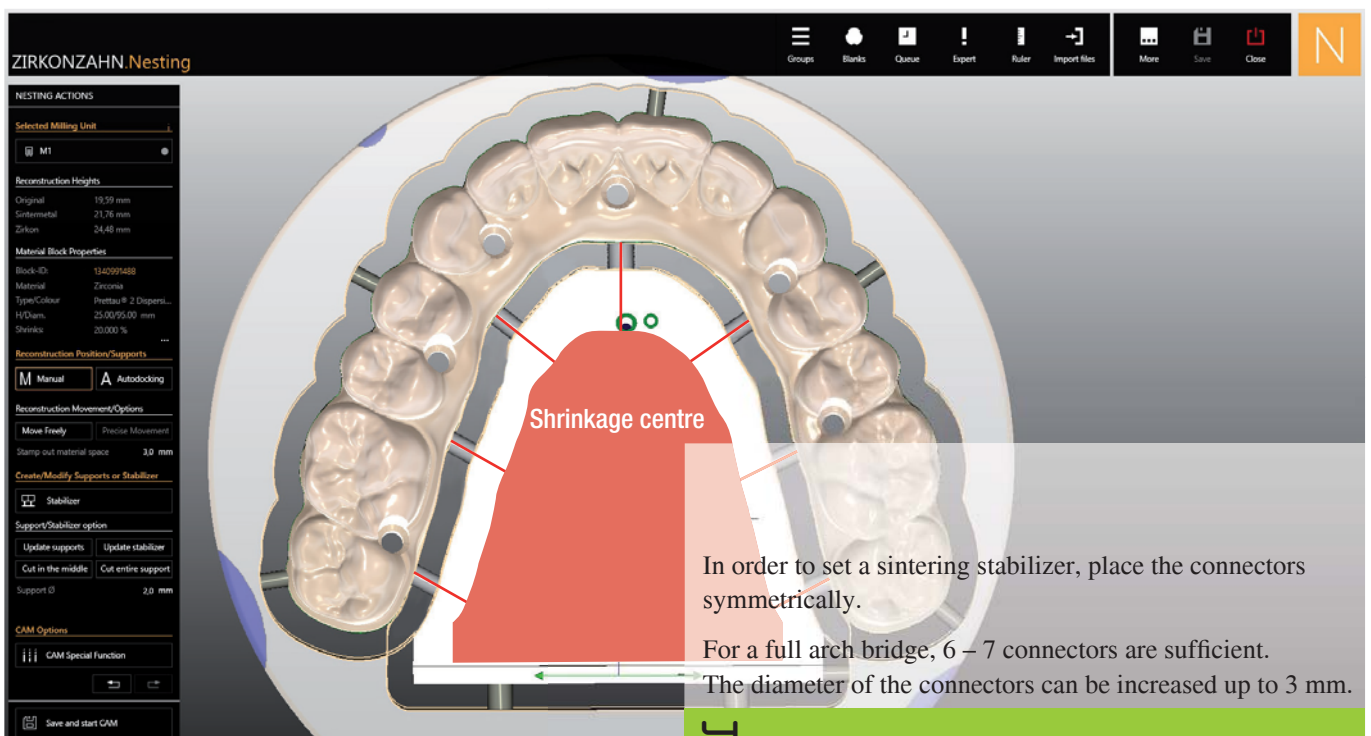 ZIRKONZAHN.Nesting
Groups
Blanks
Queue
Expert
Ruler
Import files
More
Save
Close
N
NESTING ACTIONS
Selected Milling Unit
M1
Reconstruction Heights
Original 19,59 mm
Sintermetal 21,76 mm
Zirkon 24,48 mm
Material Block Properties
Block-ID: 1340991488
Material Zirconia
Type/Colour Prettau® 2 Dispersi...
H/Diam. 25.00/95.00 mm
Shrinks: 20.000 %
...
Reconstruction Position/Supports
M Manual A Autodocking
Reconstruction Movement/Options
Move Freely Precise Movement
Stamp out material space 3,0 mm
Create/Modify Supports or Stabilizer
Stabilizer
Support/Stabilizer option
Update supports Update stabilizer
Cut in the middle Cut entire support
Support Ø 2,0 mm
CAM Options
CAM Special Function
Save and start CAM
Shrinkage centre
In order to set a sintering stabilizer, place the connectors
symmetrically.
For a full arch bridge, 6 – 7 connectors are sufficient.
The diameter of the connectors can be increased up to 3 mm.